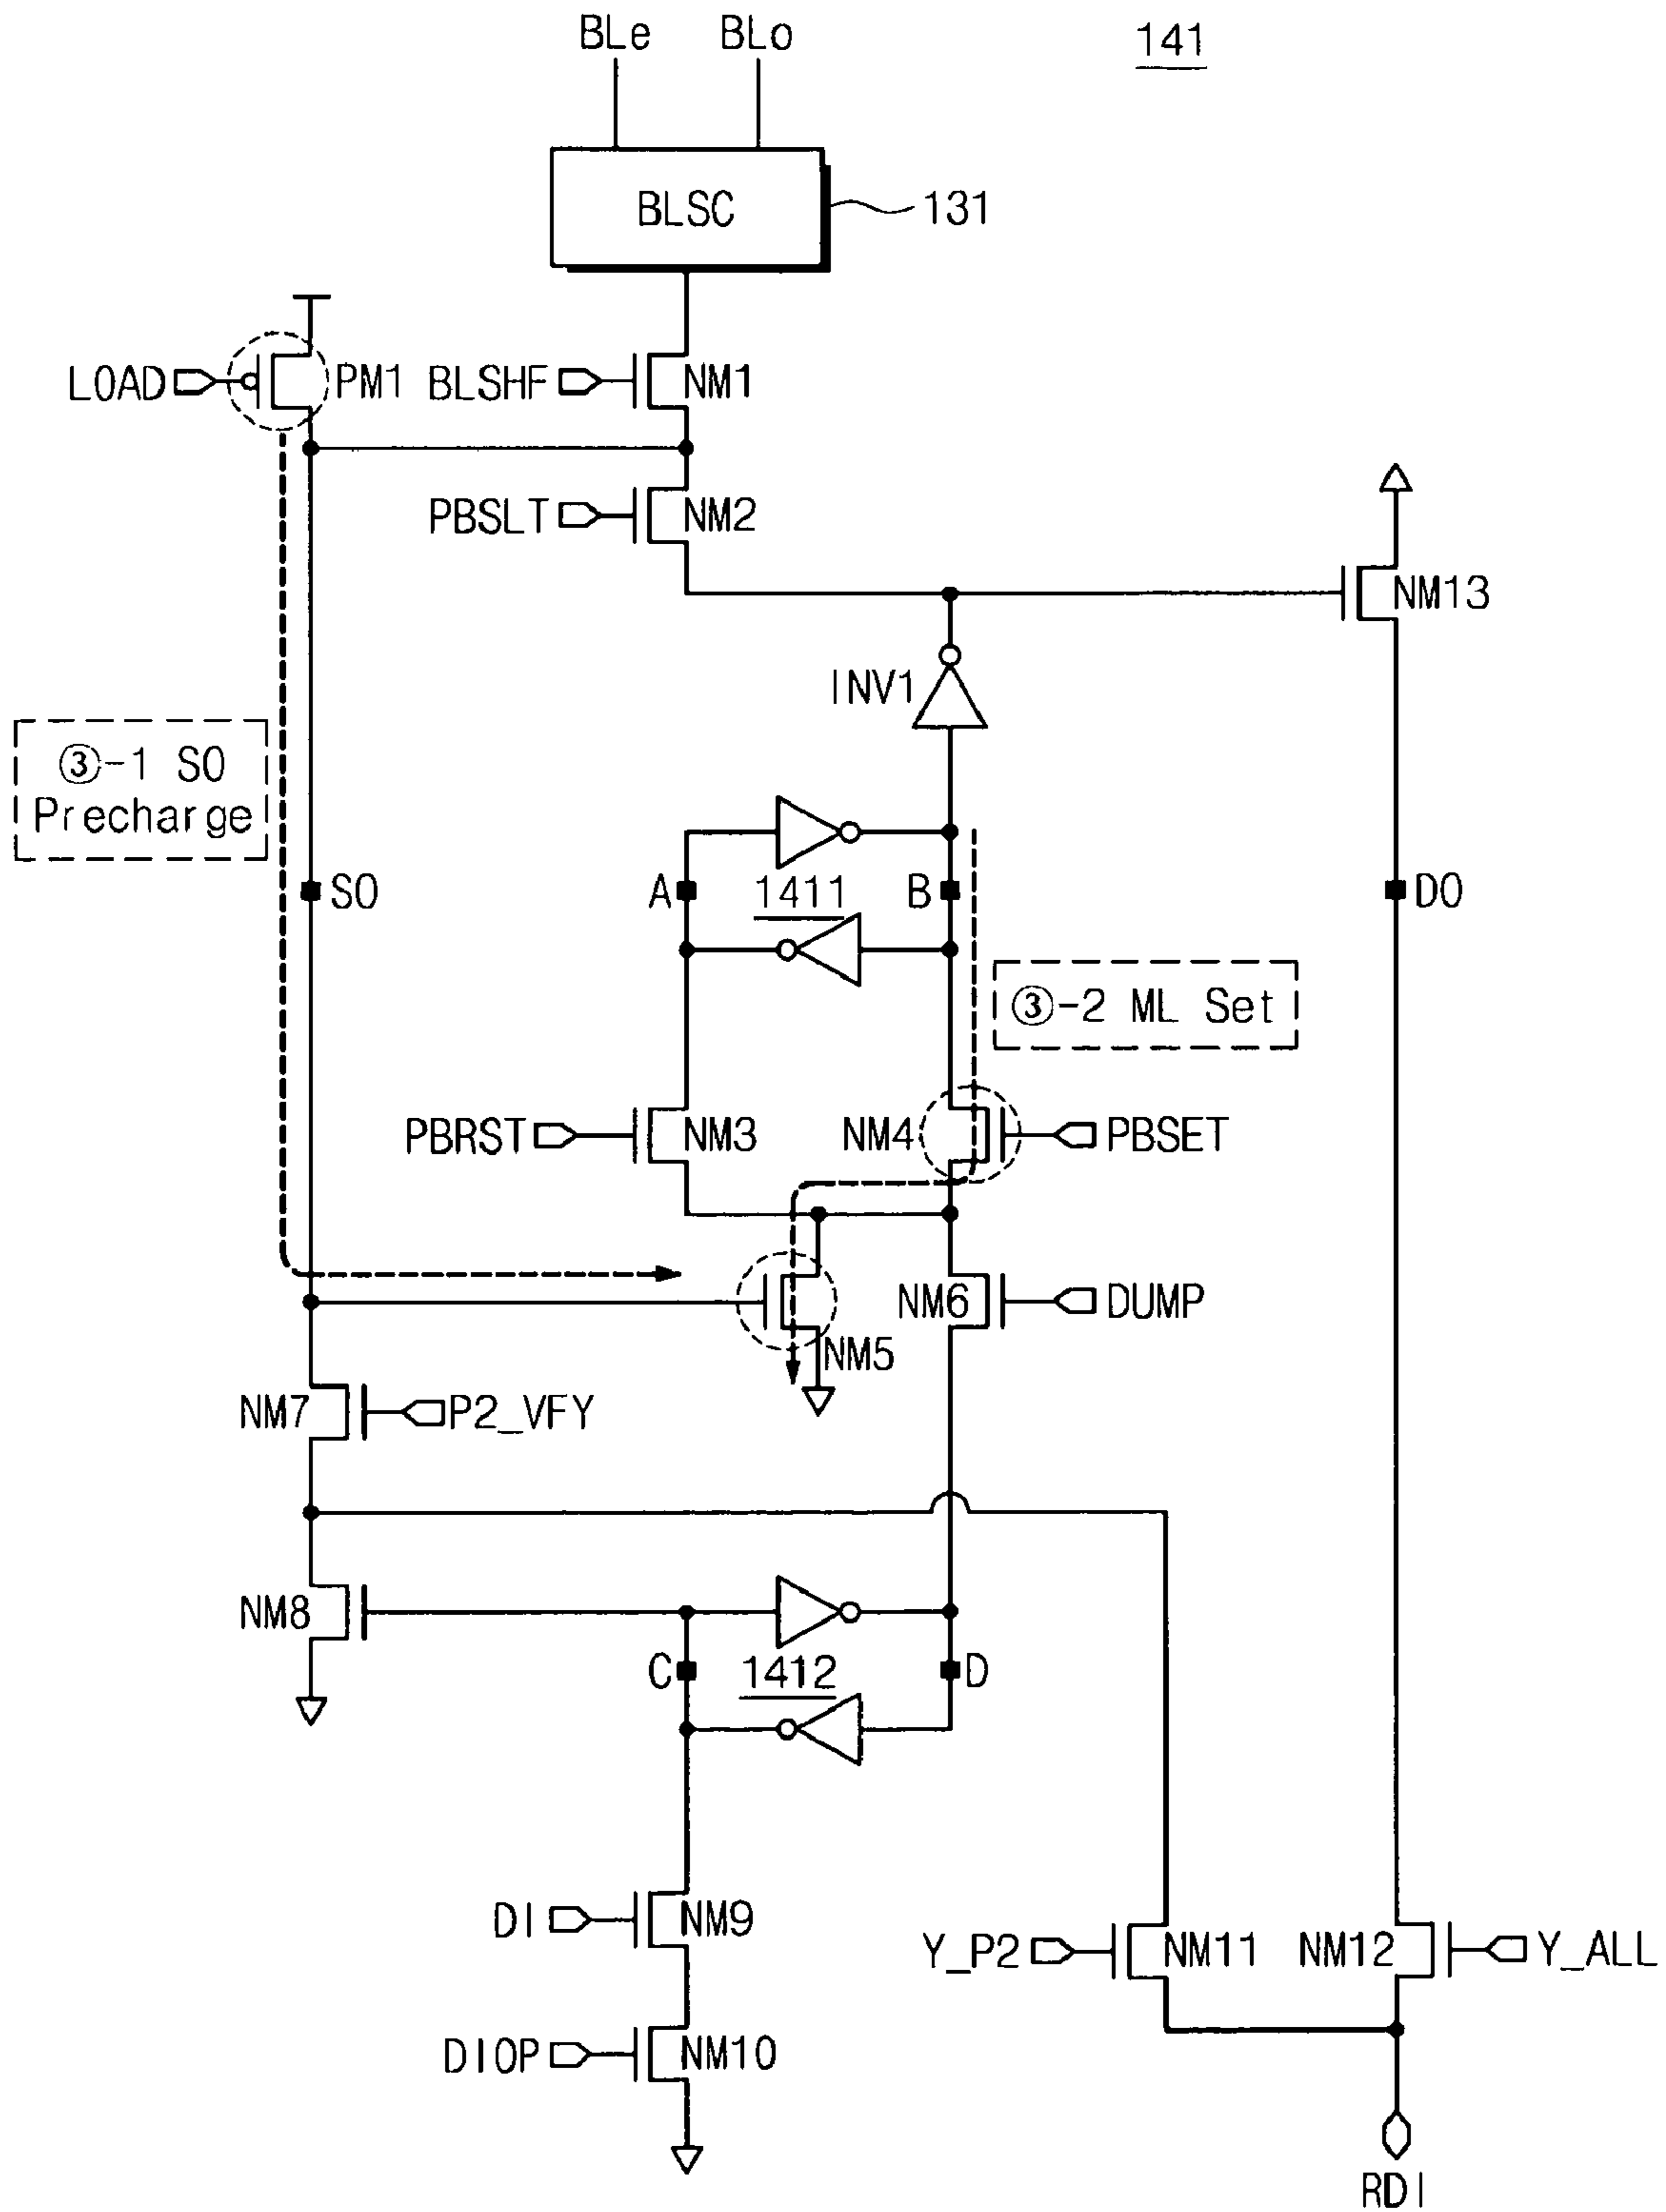 BLe BLo 141
BLSC 131
LOAD PM1 BLSHF NM1
PBSLT NM2
NM13
INV1
③-1 SO
Precharge
SO A 1411 B DO
③-2 ML Set
PBRST NM3 NM4 PBSET
NM6 DUMP
NM5
NM7 P2_VFY
NM8
C 1412 D
DI NM9
Y_P2 NM11 NM12 Y_ALL
DIOP NM10
RDI